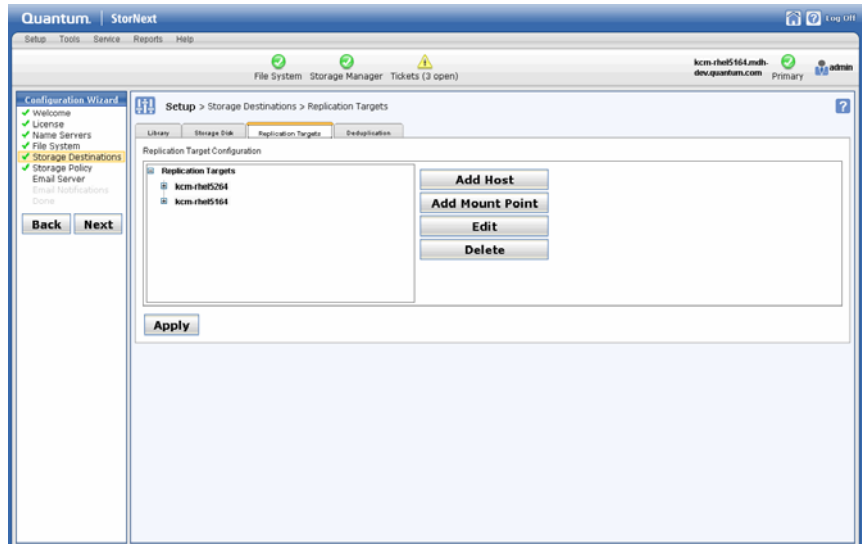 Quantum. | StorNext
Log Off
Setup Tools Service Reports Help
File System Storage Manager Tickets (3 open)
kcm-rhel5164.mdh-
dev.quantum.com
Primary
admin
Configuration Wizard
Welcome
License
Name Servers
File System
Storage Destinations
Storage Policy
Email Server
Email Notifications
Done
Back Next
Setup > Storage Destinations > Replication Targets
?
Library Storage Disk Replication Targets Deduplication
Replication Target Configuration
Replication Targets
kcm-rhel5264
kcm-rhel5164
Add Host
Add Mount Point
Edit
Delete
Apply